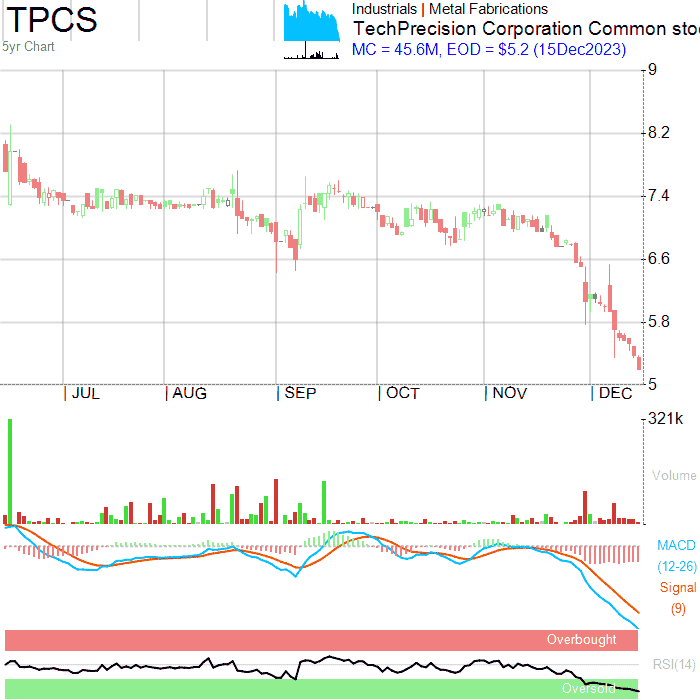 TPCS
5yr Chart
Industrials | Metal Fabrications
TechPrecision Corporation Common sto
MC = 45.6M, EOD = $5.2 (15Dec2023)
9
8.2
7.4
6.6
5.8
5
JUL AUG SEP OCT NOV DEC
321k
Volume
MACD
(12-26)
Signal
(9)
Overbought
RSI(14)
Oversold